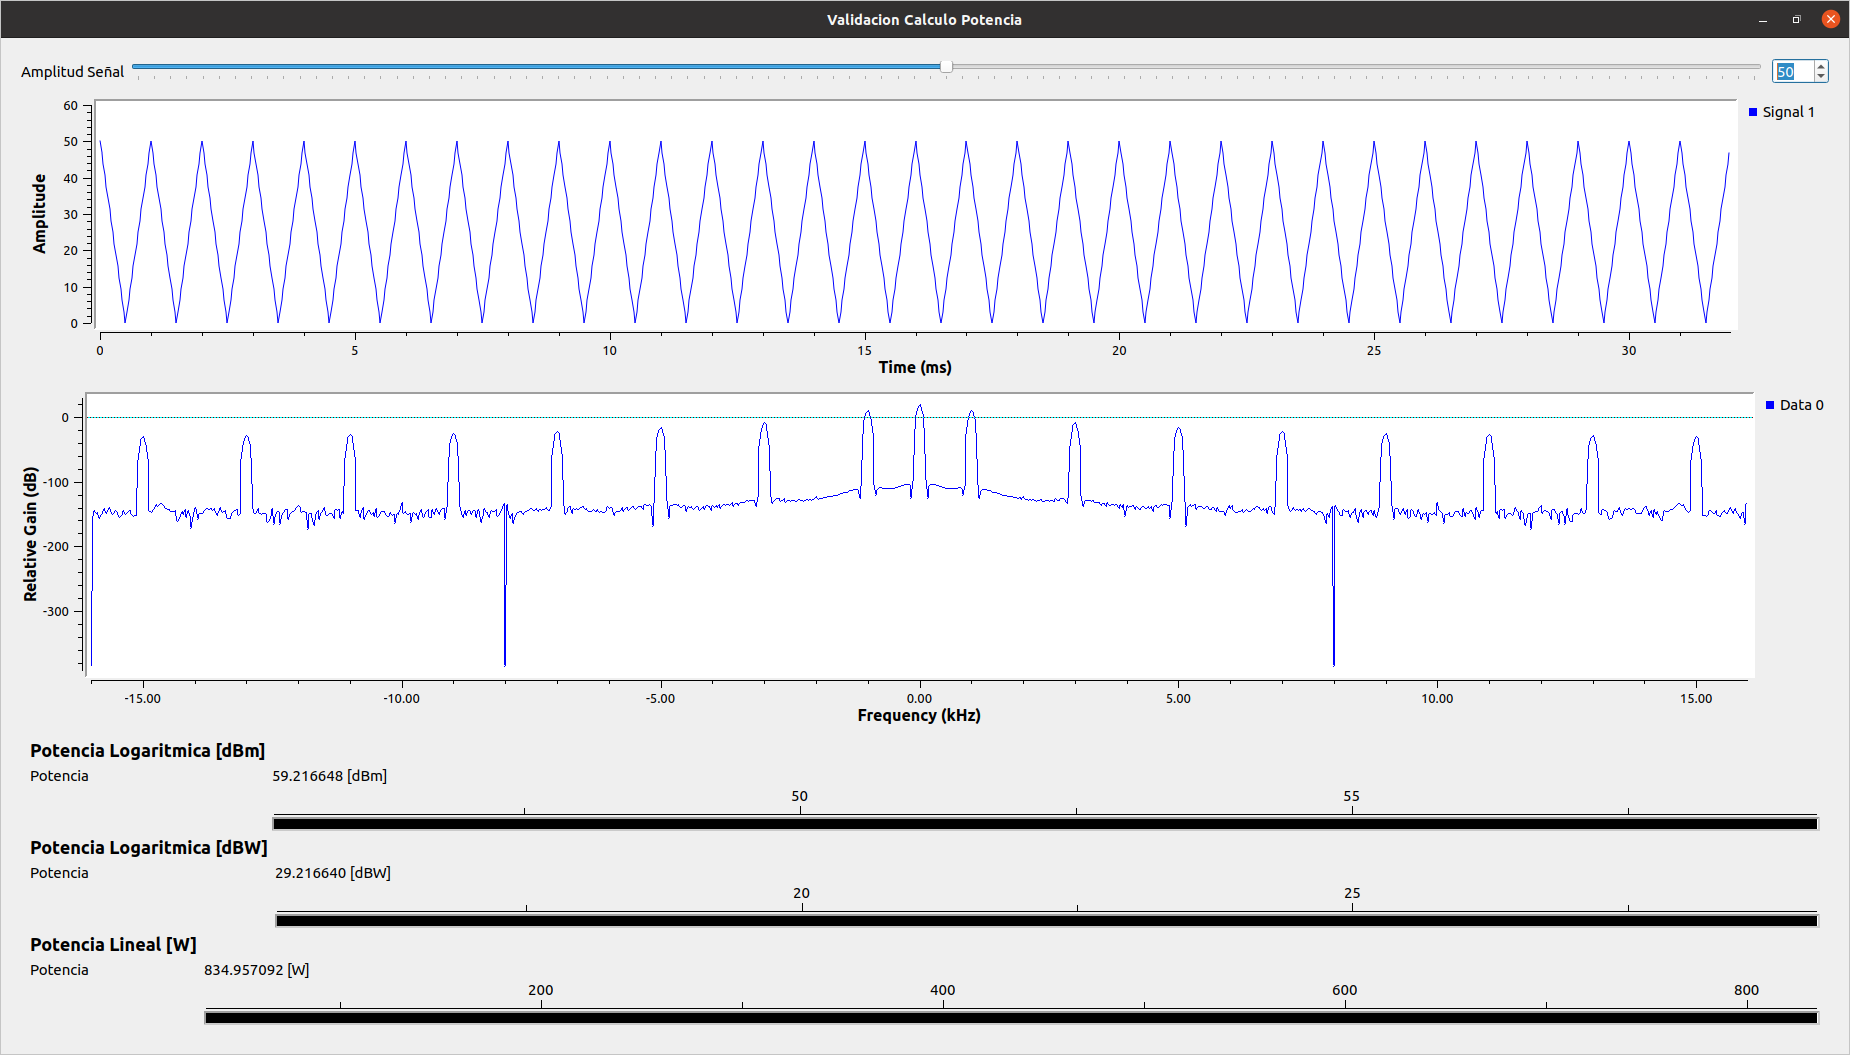 Validacion Calculo Potencia
Amplitud Señal
50
60
50
40
30
20
10
0
Amplitude
Signal 1
0 5 10 15 20 25 30
Time (ms)
0
-100
-200
-300
Relative Gain (dB)
Data 0
-15.00 -10.00 -5.00 0.00 5.00 10.00 15.00
Frequency (kHz)
Potencia Logaritmica [dBm]
Potencia 59.216648 [dBm]
50 55
Potencia Logaritmica [dBW]
Potencia 29.216640 [dBW]
20 25
Potencia Lineal [W]
Potencia 834.957092 [W]
200 400 600 800